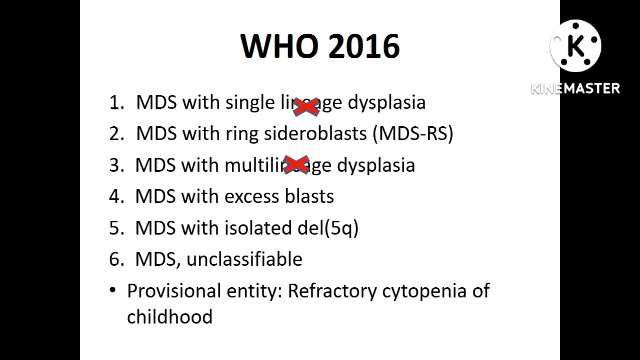 WHO 2016
K
KINEMASTER
1. MDS with single lineage dysplasia
2. MDS with ring sideroblasts (MDS-RS)
3. MDS with multilineage dysplasia
4. MDS with excess blasts
5. MDS with isolated del(5q)
6. MDS, unclassifiable
• Provisional entity: Refractory cytopenia of
childhood